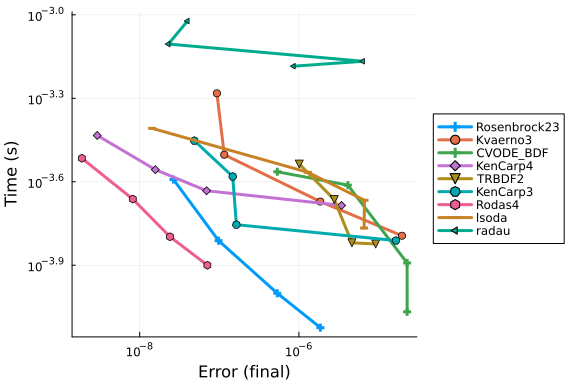 10⁻³·⁰
10⁻³·³
10⁻³·⁶
10⁻³·⁹
Time (s)
10⁻⁸
10⁻⁶
Error (final)
Rosenbrock23
Kvaerno3
CVODE_BDF
KenCarp4
TRBDF2
KenCarp3
Rodas4
lsoda
radau